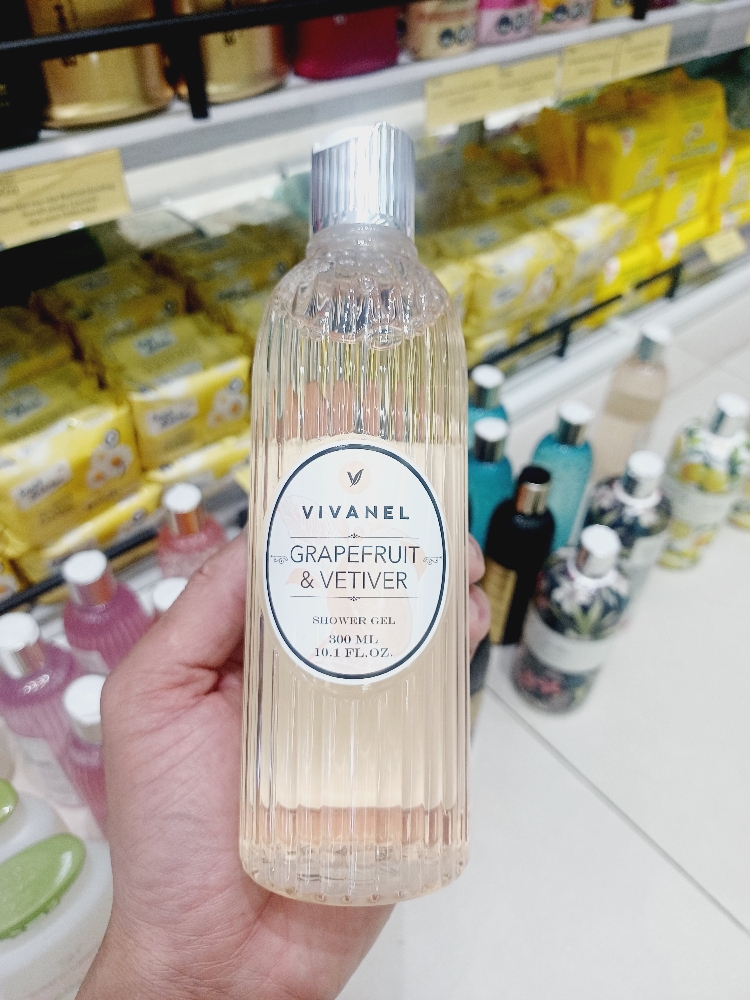 VIVANEL
GRAPEFRUIT
& VETIVER
SHOWER GEL
300 ML
10.1 FL.OZ.